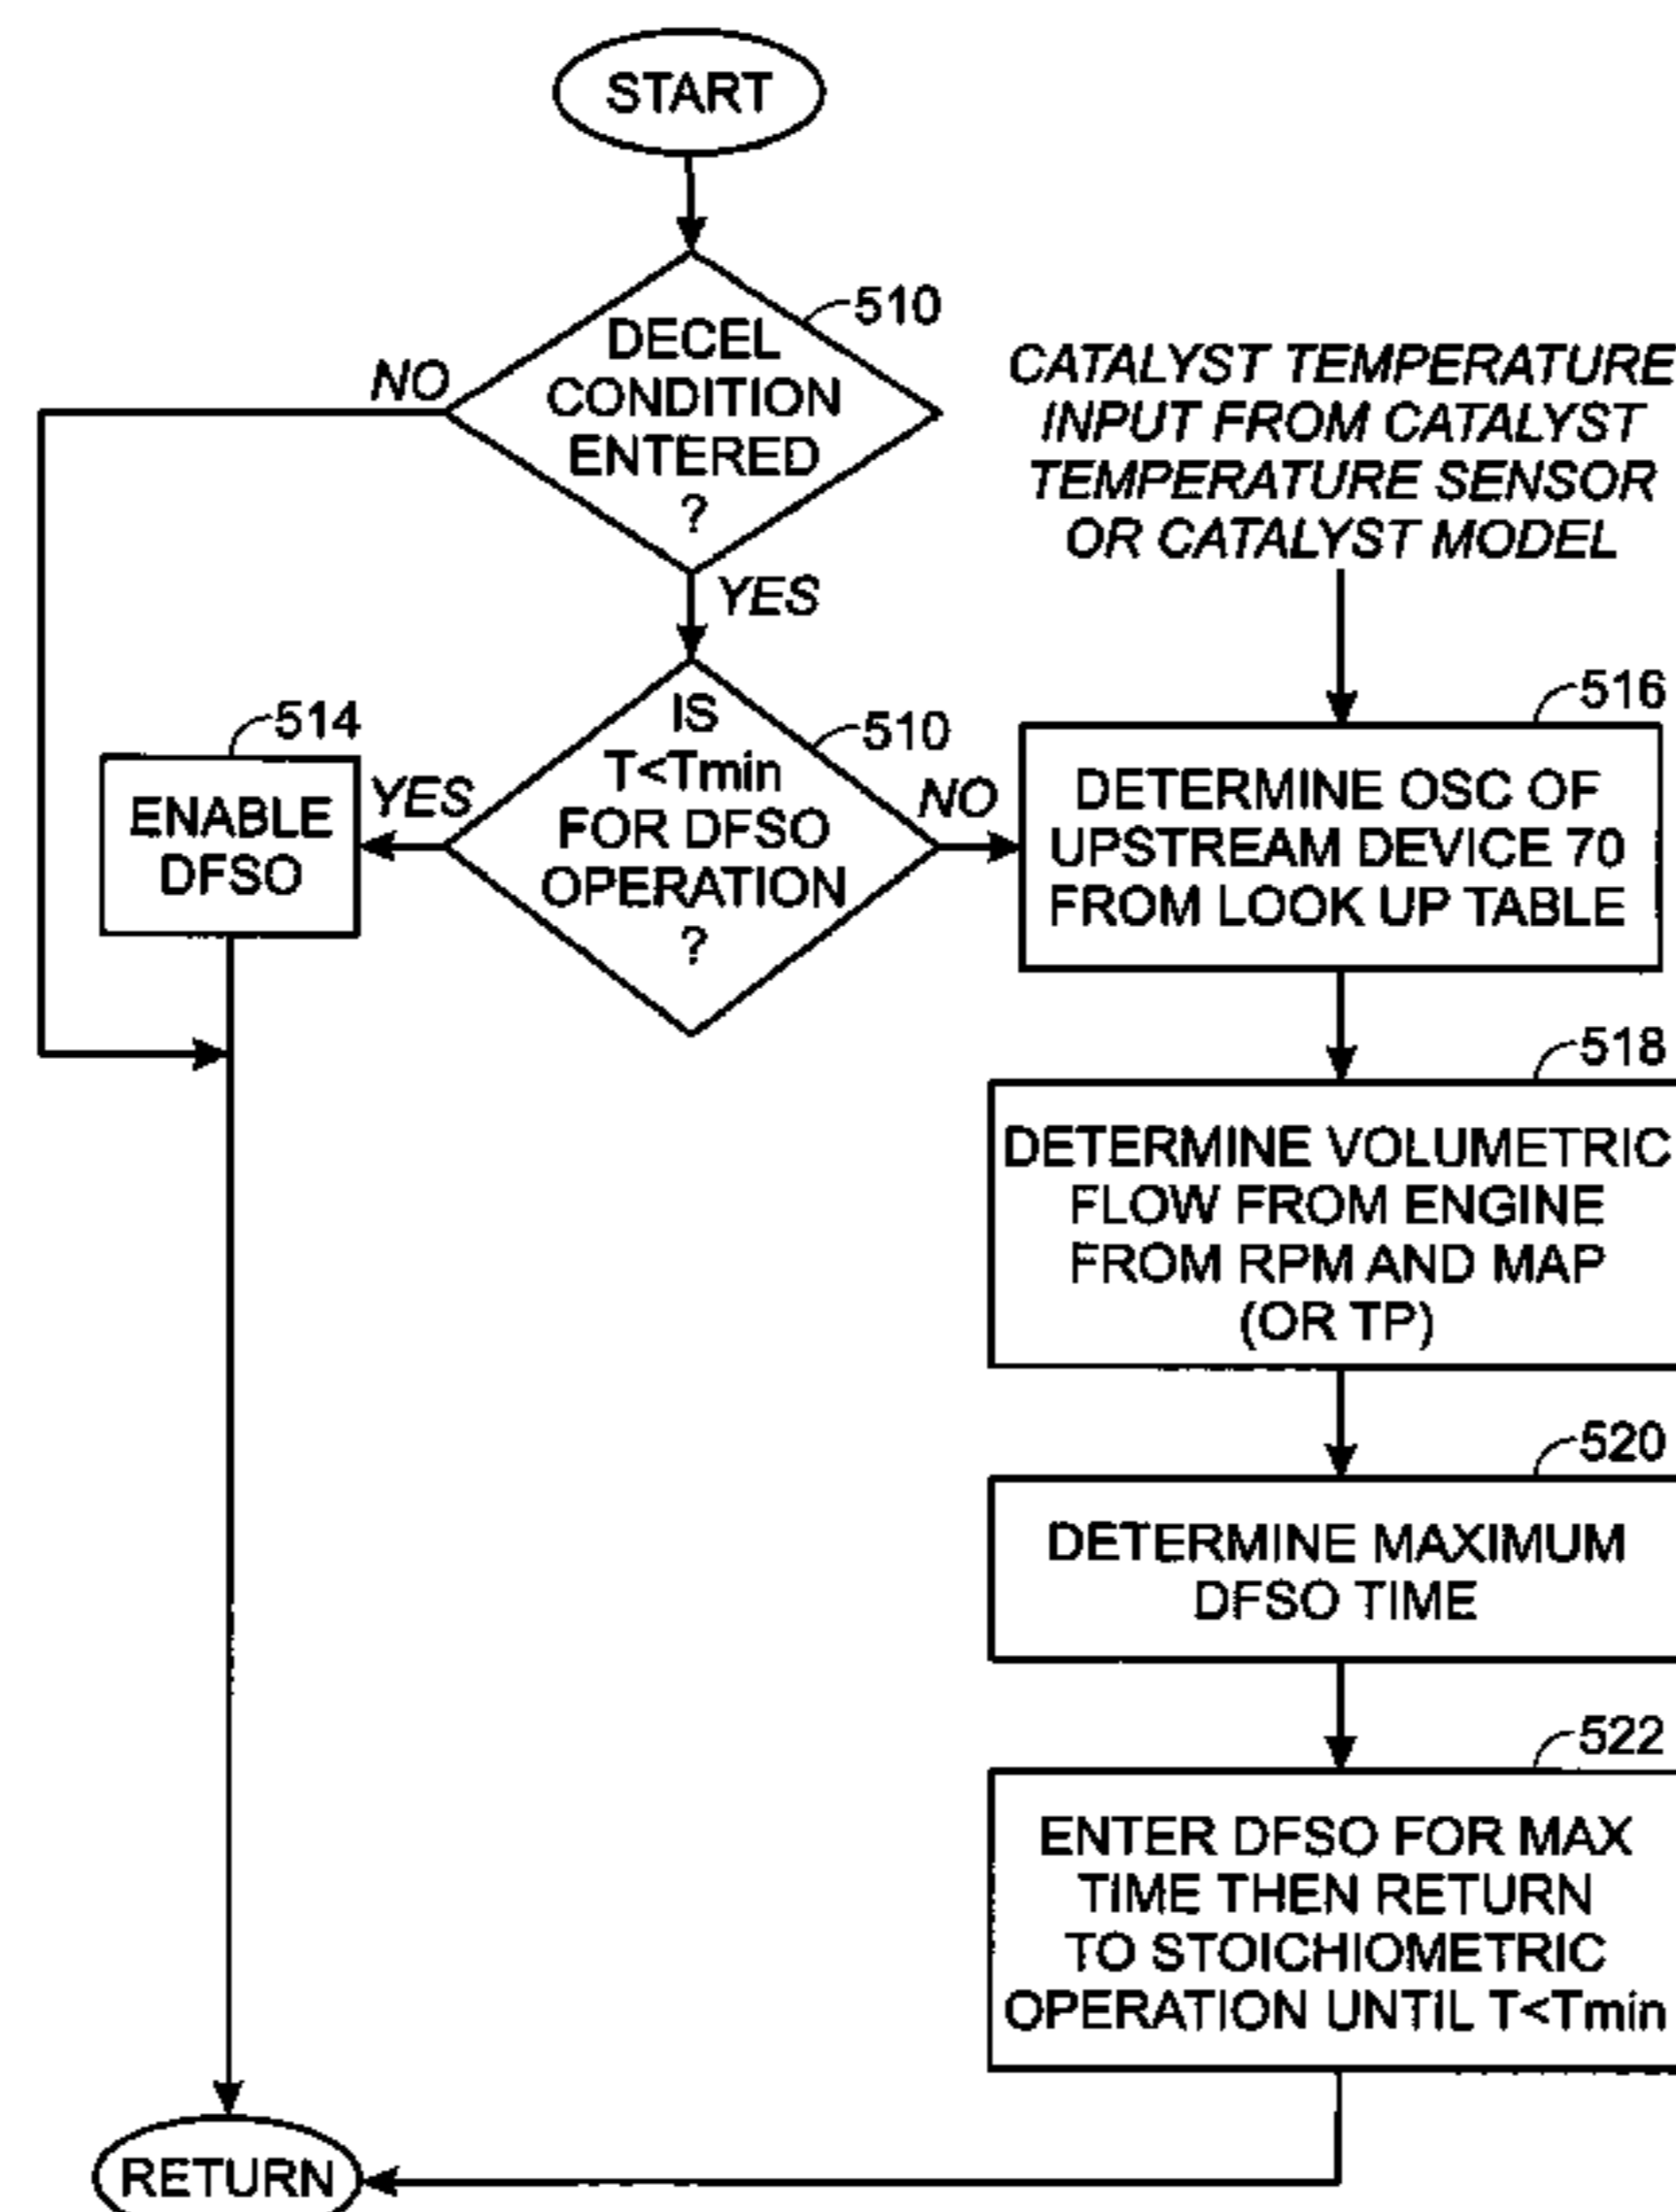 START
510
DECEL
CONDITION
ENTERED
?
NO
YES
CATALYST TEMPERATURE
INPUT FROM CATALYST
TEMPERATURE SENSOR
OR CATALYST MODEL
514
ENABLE
DFSO
YES
510
IS
T<Tmin
FOR DFSO
OPERATION
?
NO
516
DETERMINE OSC OF
UPSTREAM DEVICE 70
FROM LOOK UP TABLE
518
DETERMINE VOLUMETRIC
FLOW FROM ENGINE
FROM RPM AND MAP
(OR TP)
520
DETERMINE MAXIMUM
DFSO TIME
522
ENTER DFSO FOR MAX
TIME THEN RETURN
TO STOICHIOMETRIC
OPERATION UNTIL T<Tmin
RETURN